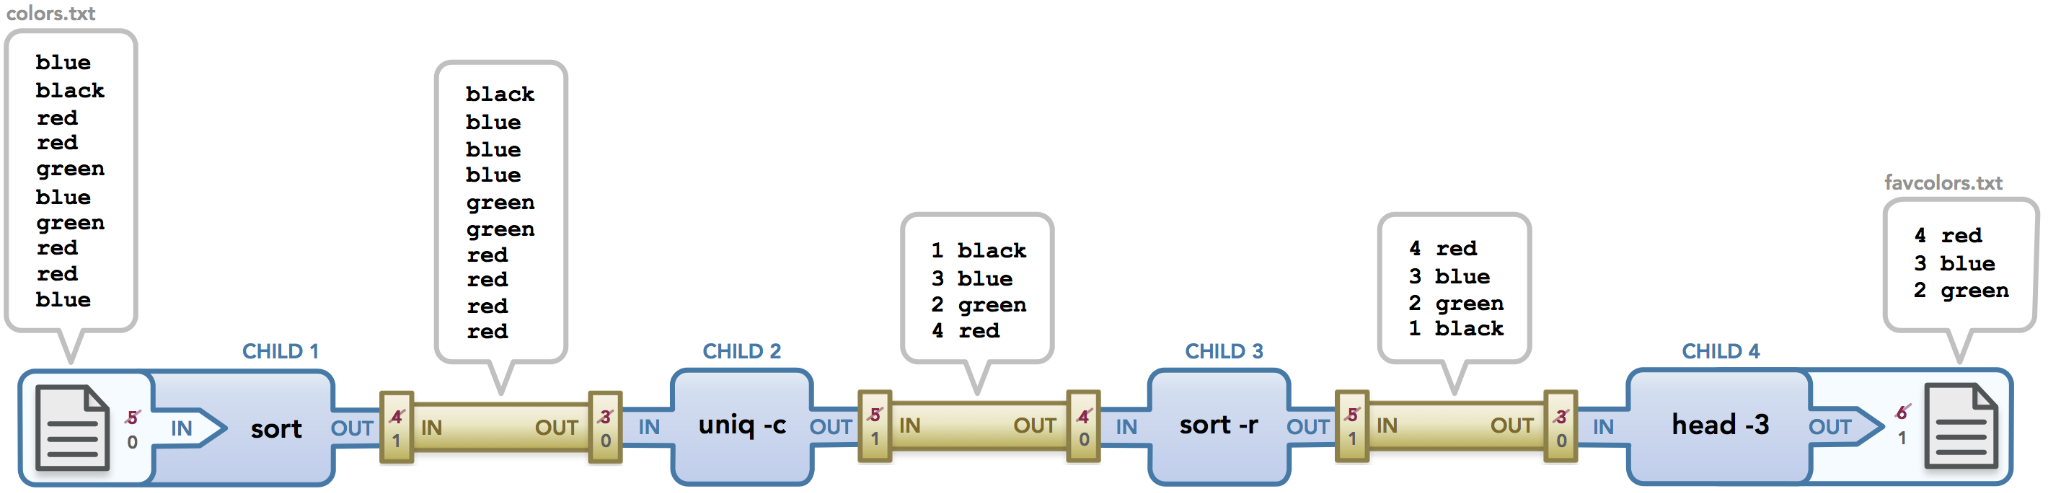 colors.txt
blue
black
red
red
green
blue
green
red
red
blue
black
blue
blue
blue
green
green
red
red
red
red
1 black
3 blue
2 green
4 red
4 red
3 blue
2 green
1 black
favcolors.txt
4 red
3 blue
2 green
CHILD 1
CHILD 2
CHILD 3
CHILD 4
5
0
IN
sort
OUT
4
1
IN
OUT
3
0
IN
uniq -c
OUT
5
1
IN
OUT
4
0
IN
sort -r
OUT
5
1
IN
OUT
3
0
IN
head -3
OUT
6
1